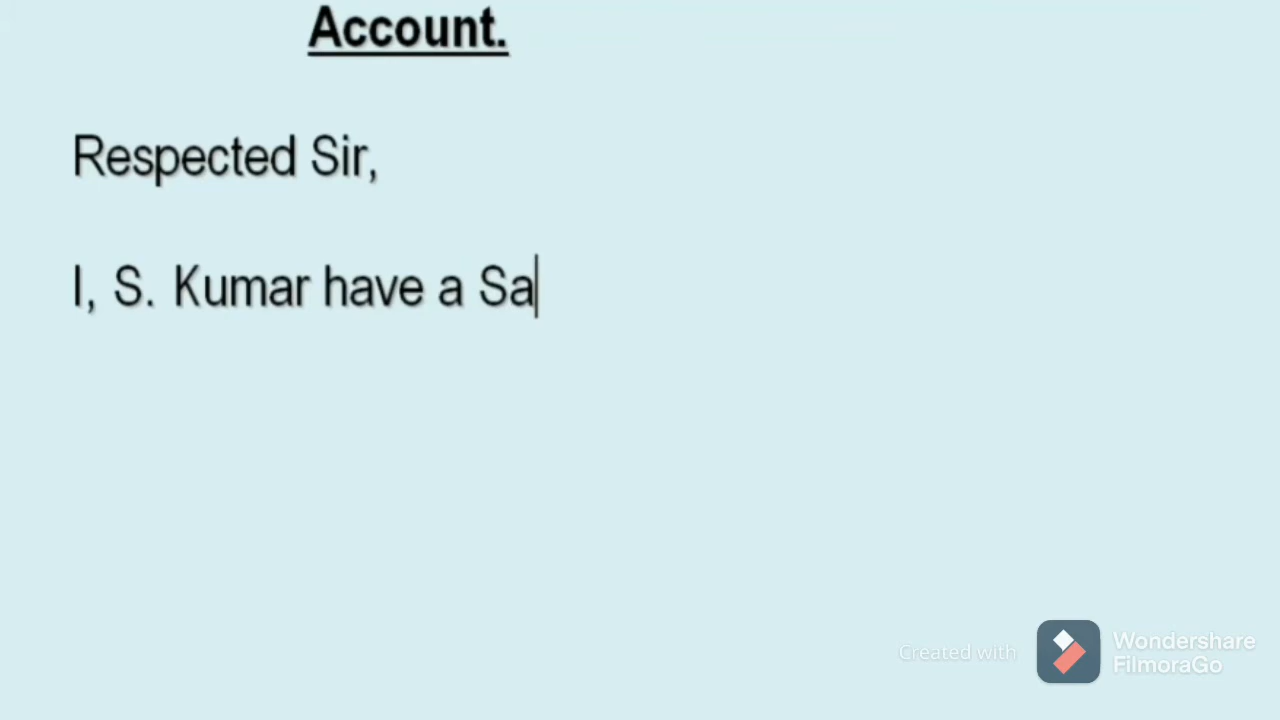 Account.
Respected Sir,
I, S. Kumar have a Sa
Created with
Wondershare
FilmoraGo